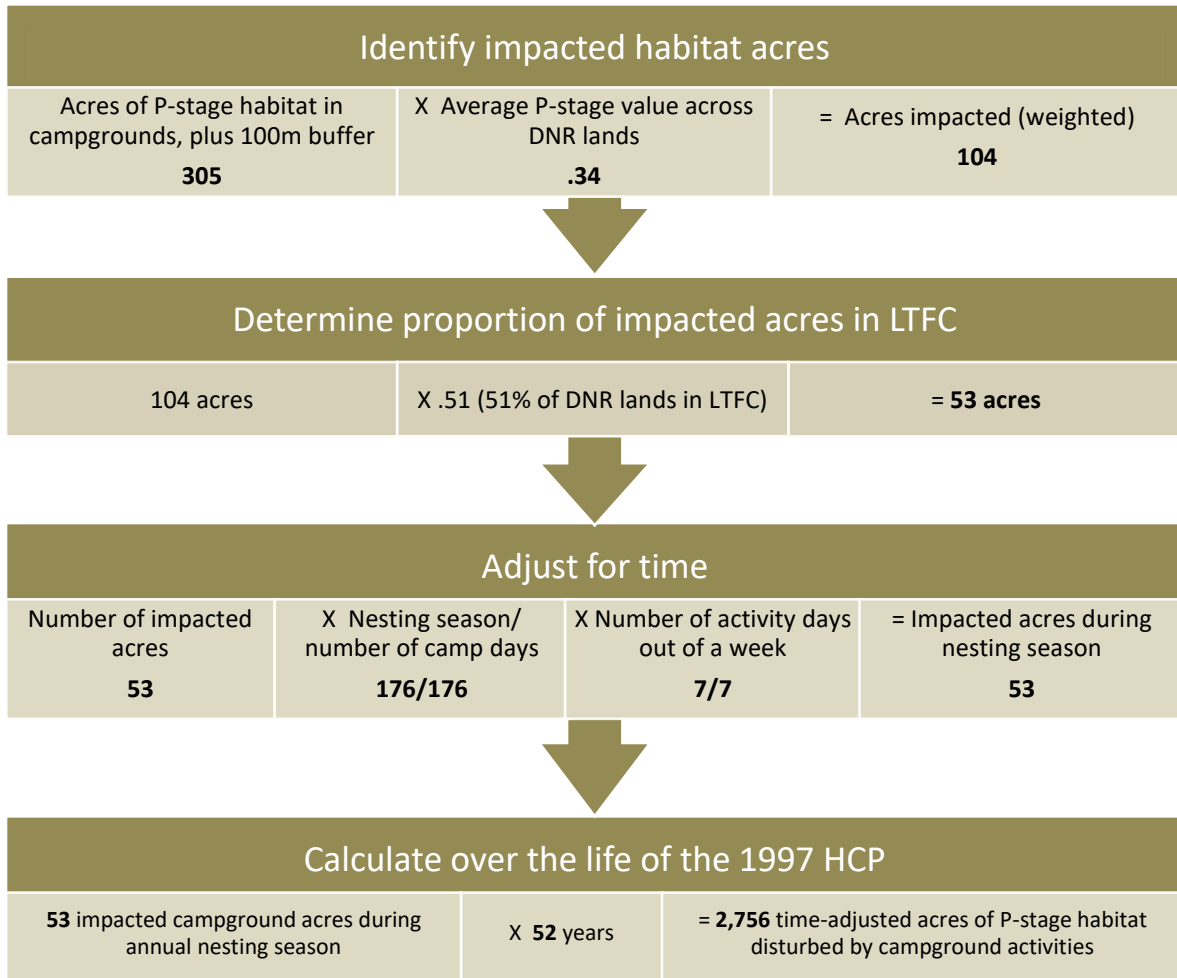 Identify impacted habitat acres
Acres of P-stage habitat in
campgrounds, plus 100m buffer
305
X Average P-stage value across
DNR lands
.34
= Acres impacted (weighted)
104
Determine proportion of impacted acres in LTFC
104 acres
X .51 (51% of DNR lands in LTFC)
= 53 acres
Adjust for time
Number of impacted
acres
53
X Nesting season/
number of camp days
176/176
X Number of activity days
out of a week
7/7
= Impacted acres during
nesting season
53
Calculate over the life of the 1997 HCP
53 impacted campground acres during
annual nesting season
X 52 years
= 2,756 time-adjusted acres of P-stage habitat
disturbed by campground activities